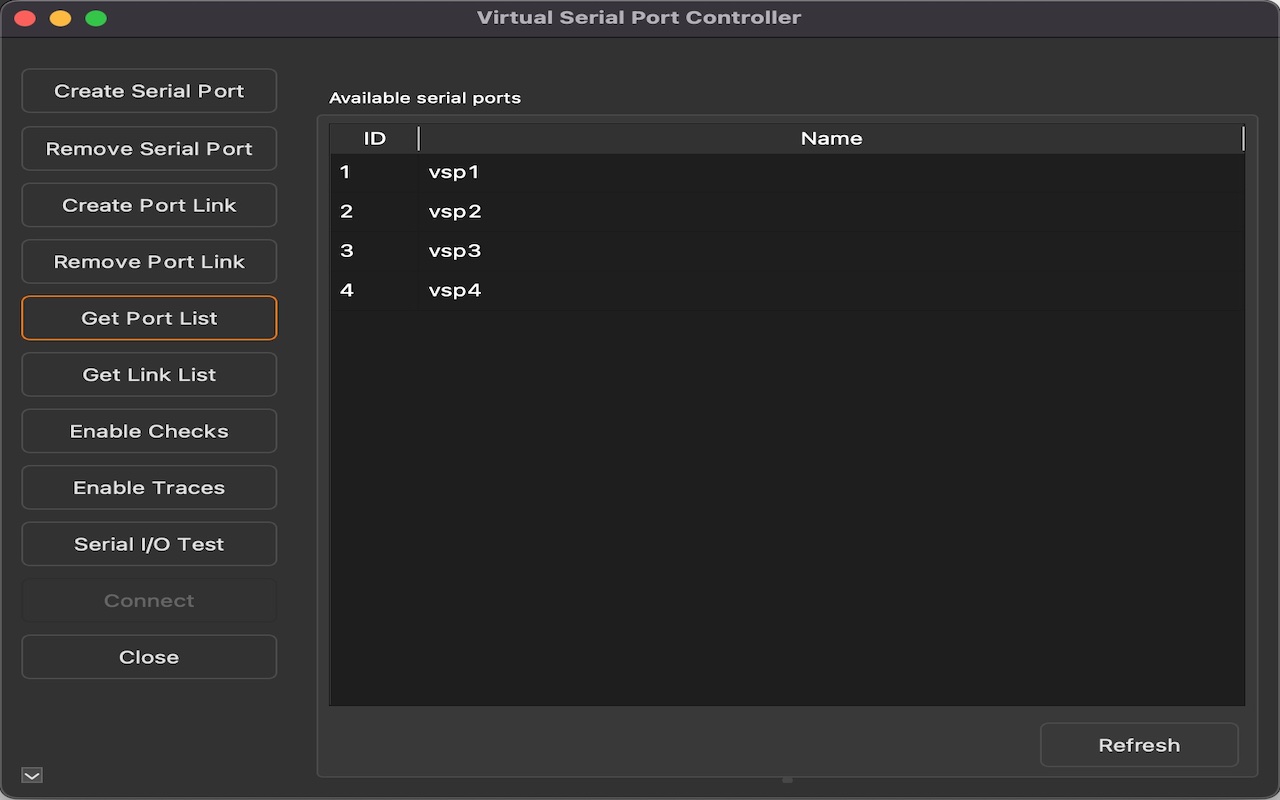 Virtual Serial Port Controller
Create Serial Port
Remove Serial Port
Create Port Link
Remove Port Link
Get Port List
Get Link List
Enable Checks
Enable Traces
Serial I/O Test
Connect
Close
Available serial ports
ID Name
1 vsp1
2 vsp2
3 vsp3
4 vsp4
Refresh